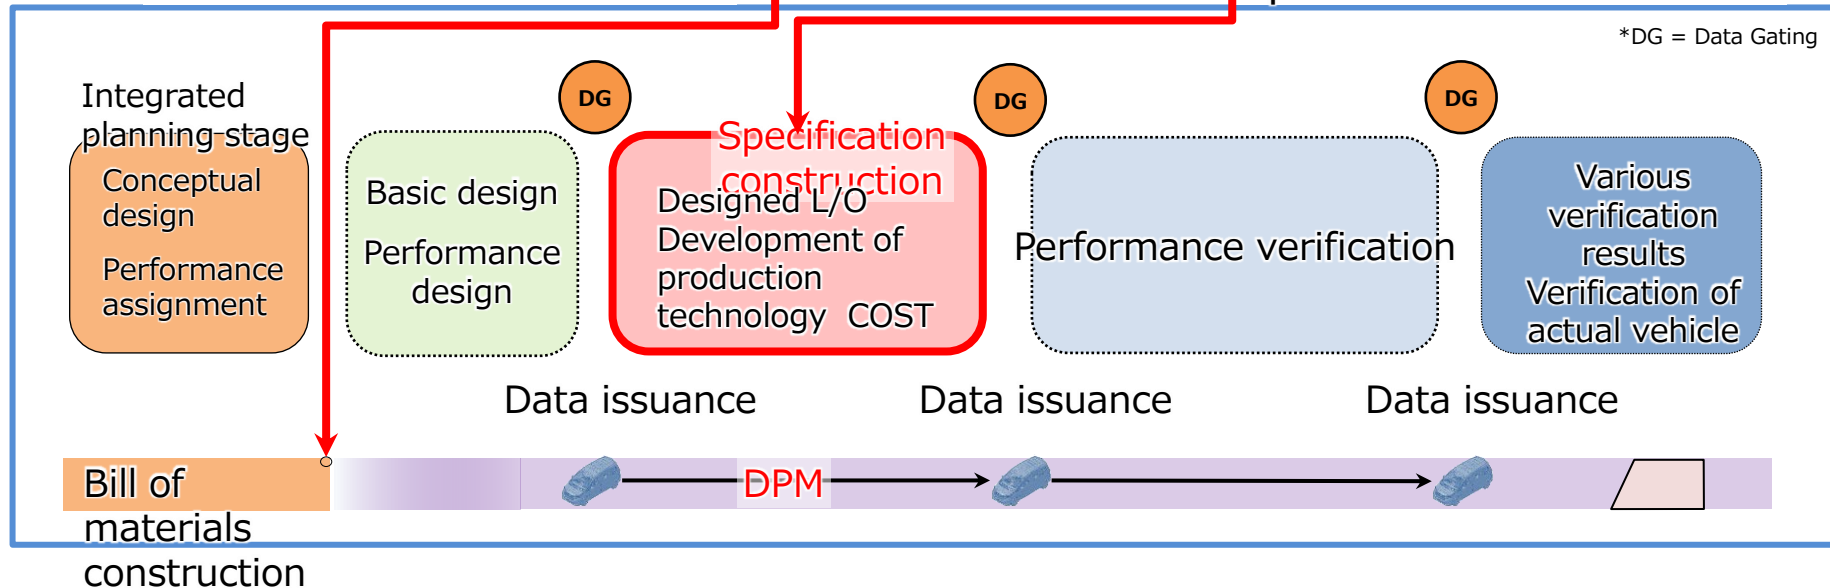 *DG = Data Gating
Integrated
planning stage
Conceptual
design
Performance
assignment
DG
Basic design
Performance
design
Specification
construction
Designed L/O
Development of
production
technology COST
DG
Performance verification
DG
Various
verification
results
Verification of
actual vehicle
Data issuance
Data issuance
Data issuance
Bill of
materials
construction
DPM